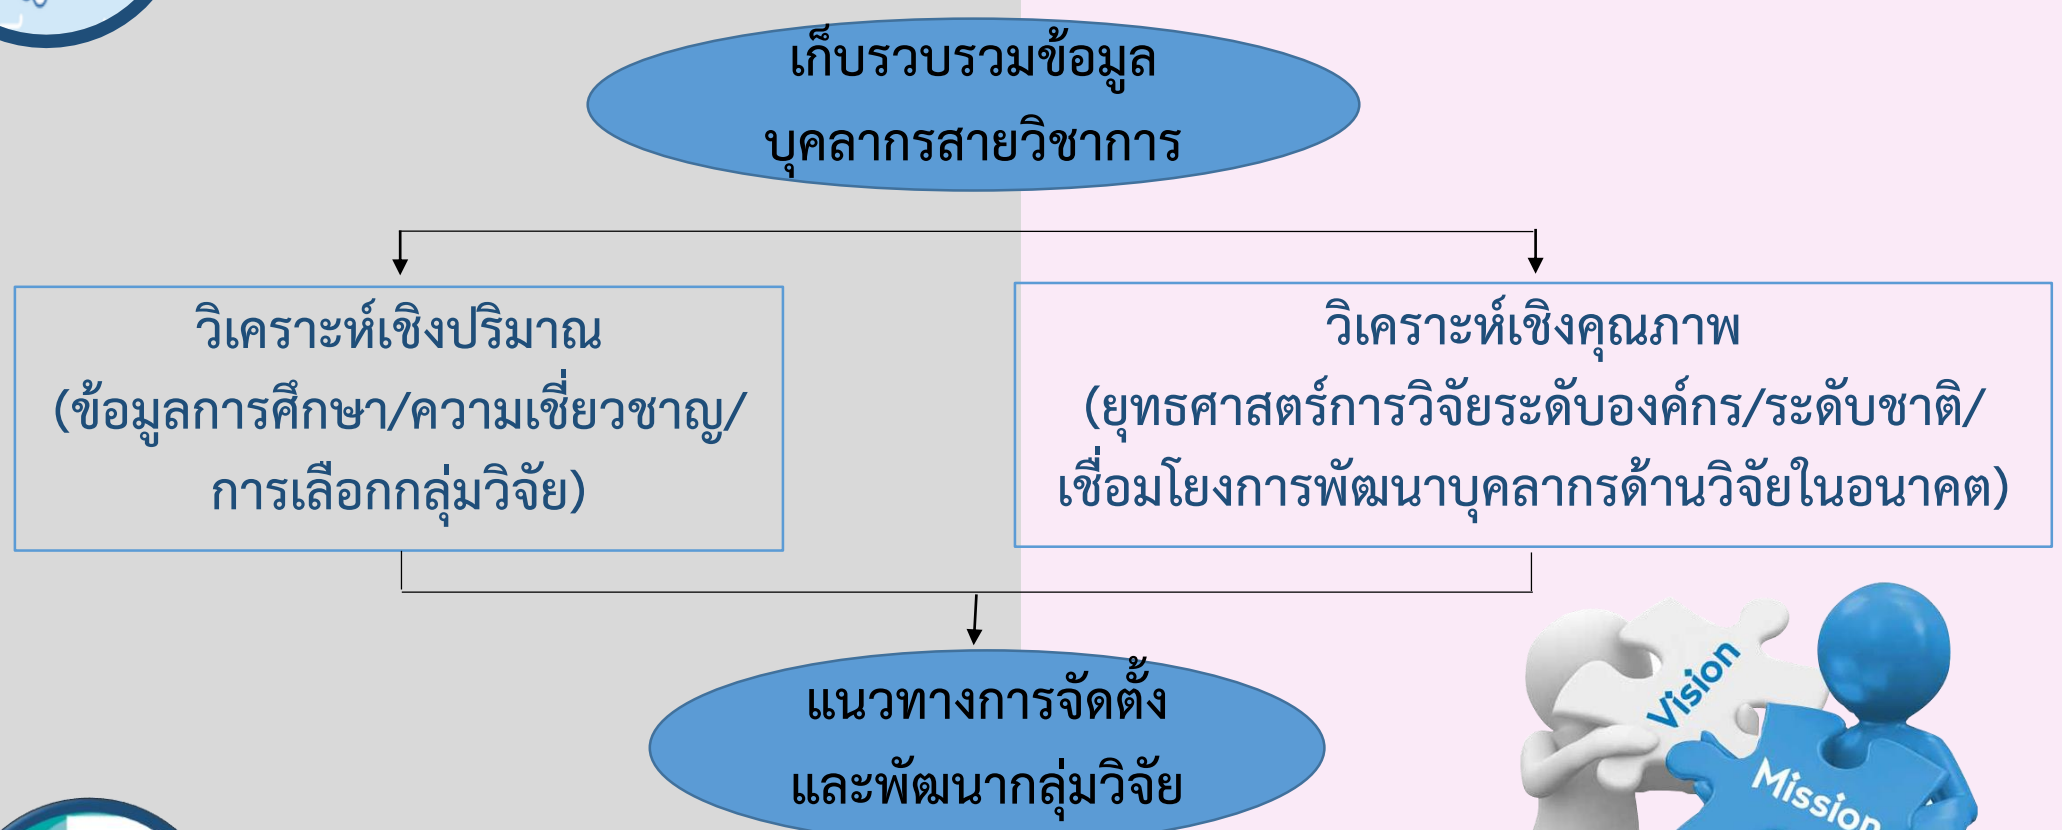 เก็บรวบรวมข้อมูล
บุคลากรสายวิชาการ
วิเคราะห์เชิงปริมาณ
(ข้อมูลการศึกษา/ความเชี่ยวชาญ/
การเลือกกลุ่มวิจัย)
วิเคราะห์เชิงคุณภาพ
(ยุทธศาสตร์การวิจัยระดับองค์กร/ระดับชาติ/
เชื่อมโยงการพัฒนาบุคลากรด้านวิจัยในอนาคต)
แนวทางการจัดตั้ง
และพัฒนากลุ่มวิจัย
Vision
Mission